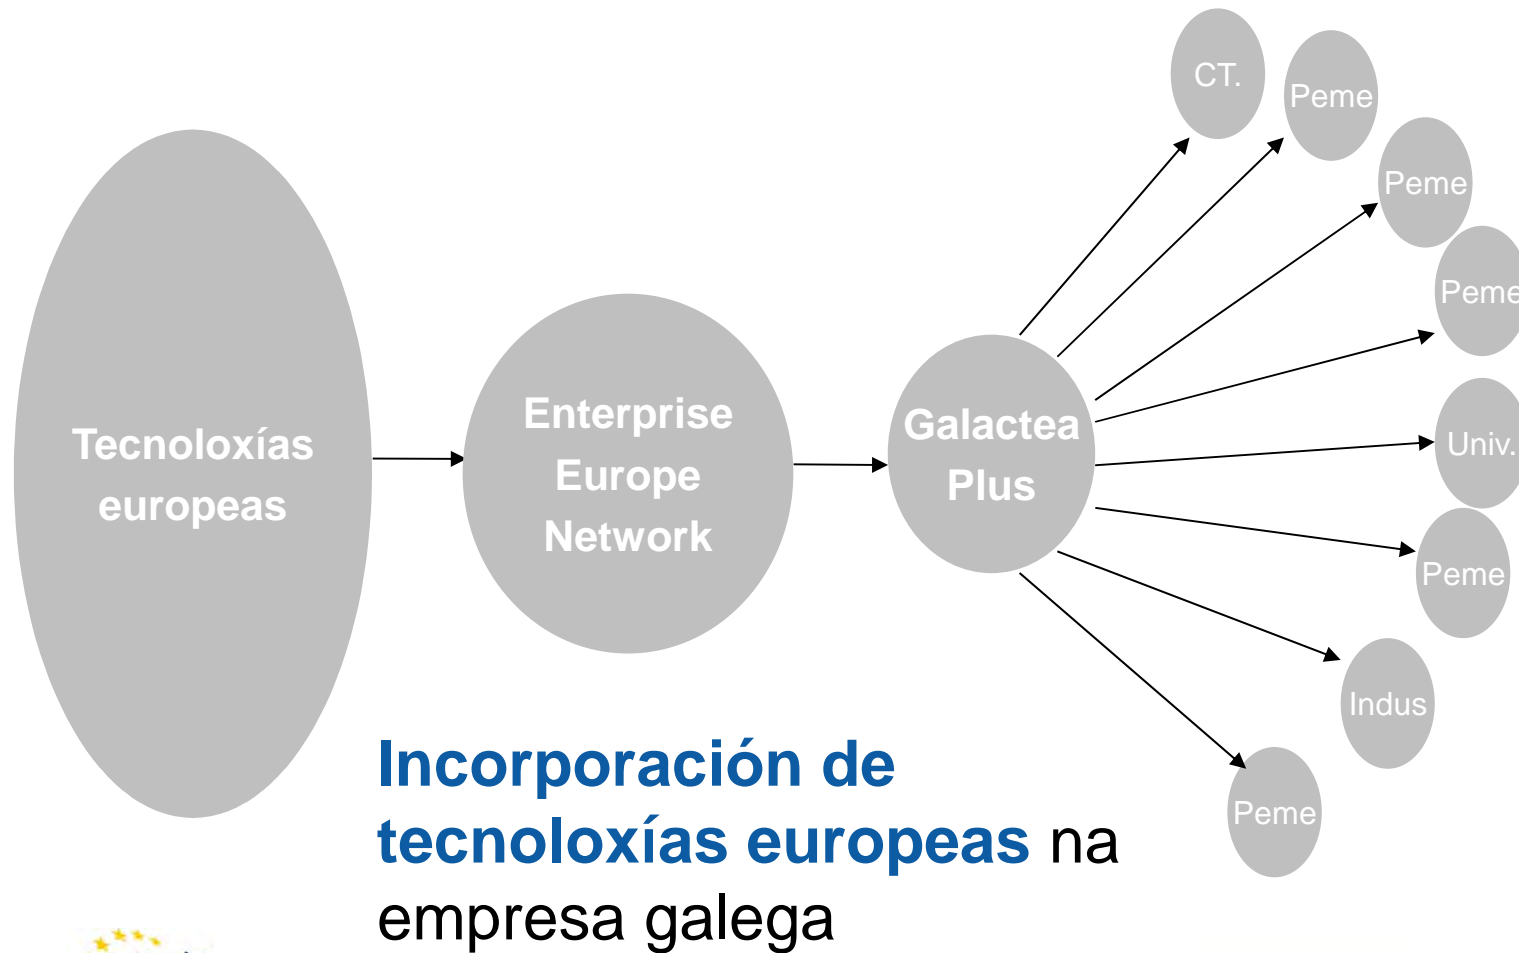 Tecnoloxías
europeas
Enterprise
Europe
Network
Galactea
Plus
CT.
Peme
Peme
Peme
Univ.
Peme
Indus
Peme
Incorporación de
tecnoloxías europeas na
empresa galega